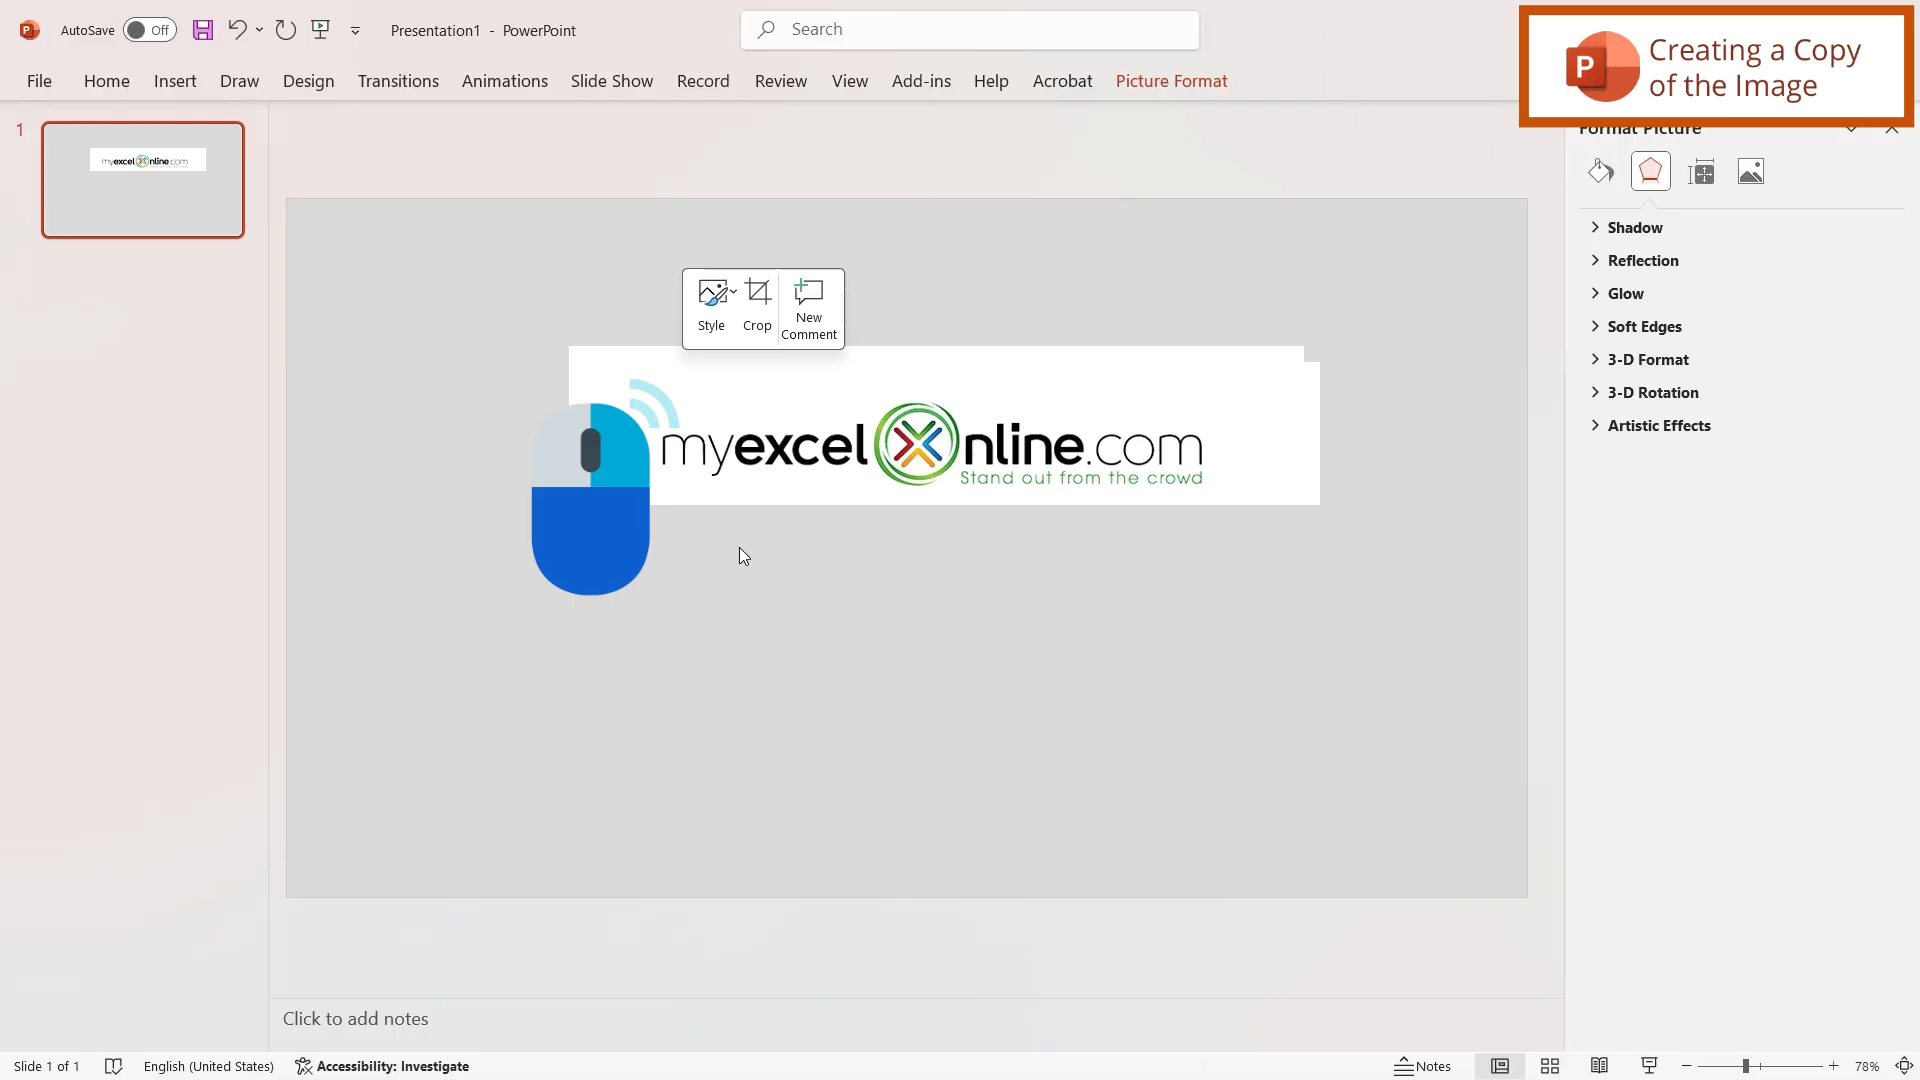 AutoSave Off Presentation1 - PowerPoint Search
Creating a Copy
of the Image
File Home Insert Draw Design Transitions Animations Slide Show Record Review View Add-ins Help Acrobat Picture Format
1
myexcelonline.com
Format Picture
Shadow
Reflection
Glow
Soft Edges
3-D Format
3-D Rotation
Artistic Effects
Style Crop New
Comment
myexcel nline.com
Stand out from the crowd
Click to add notes
Slide 1 of 1 English (United States) Accessibility: Investigate Notes 78%